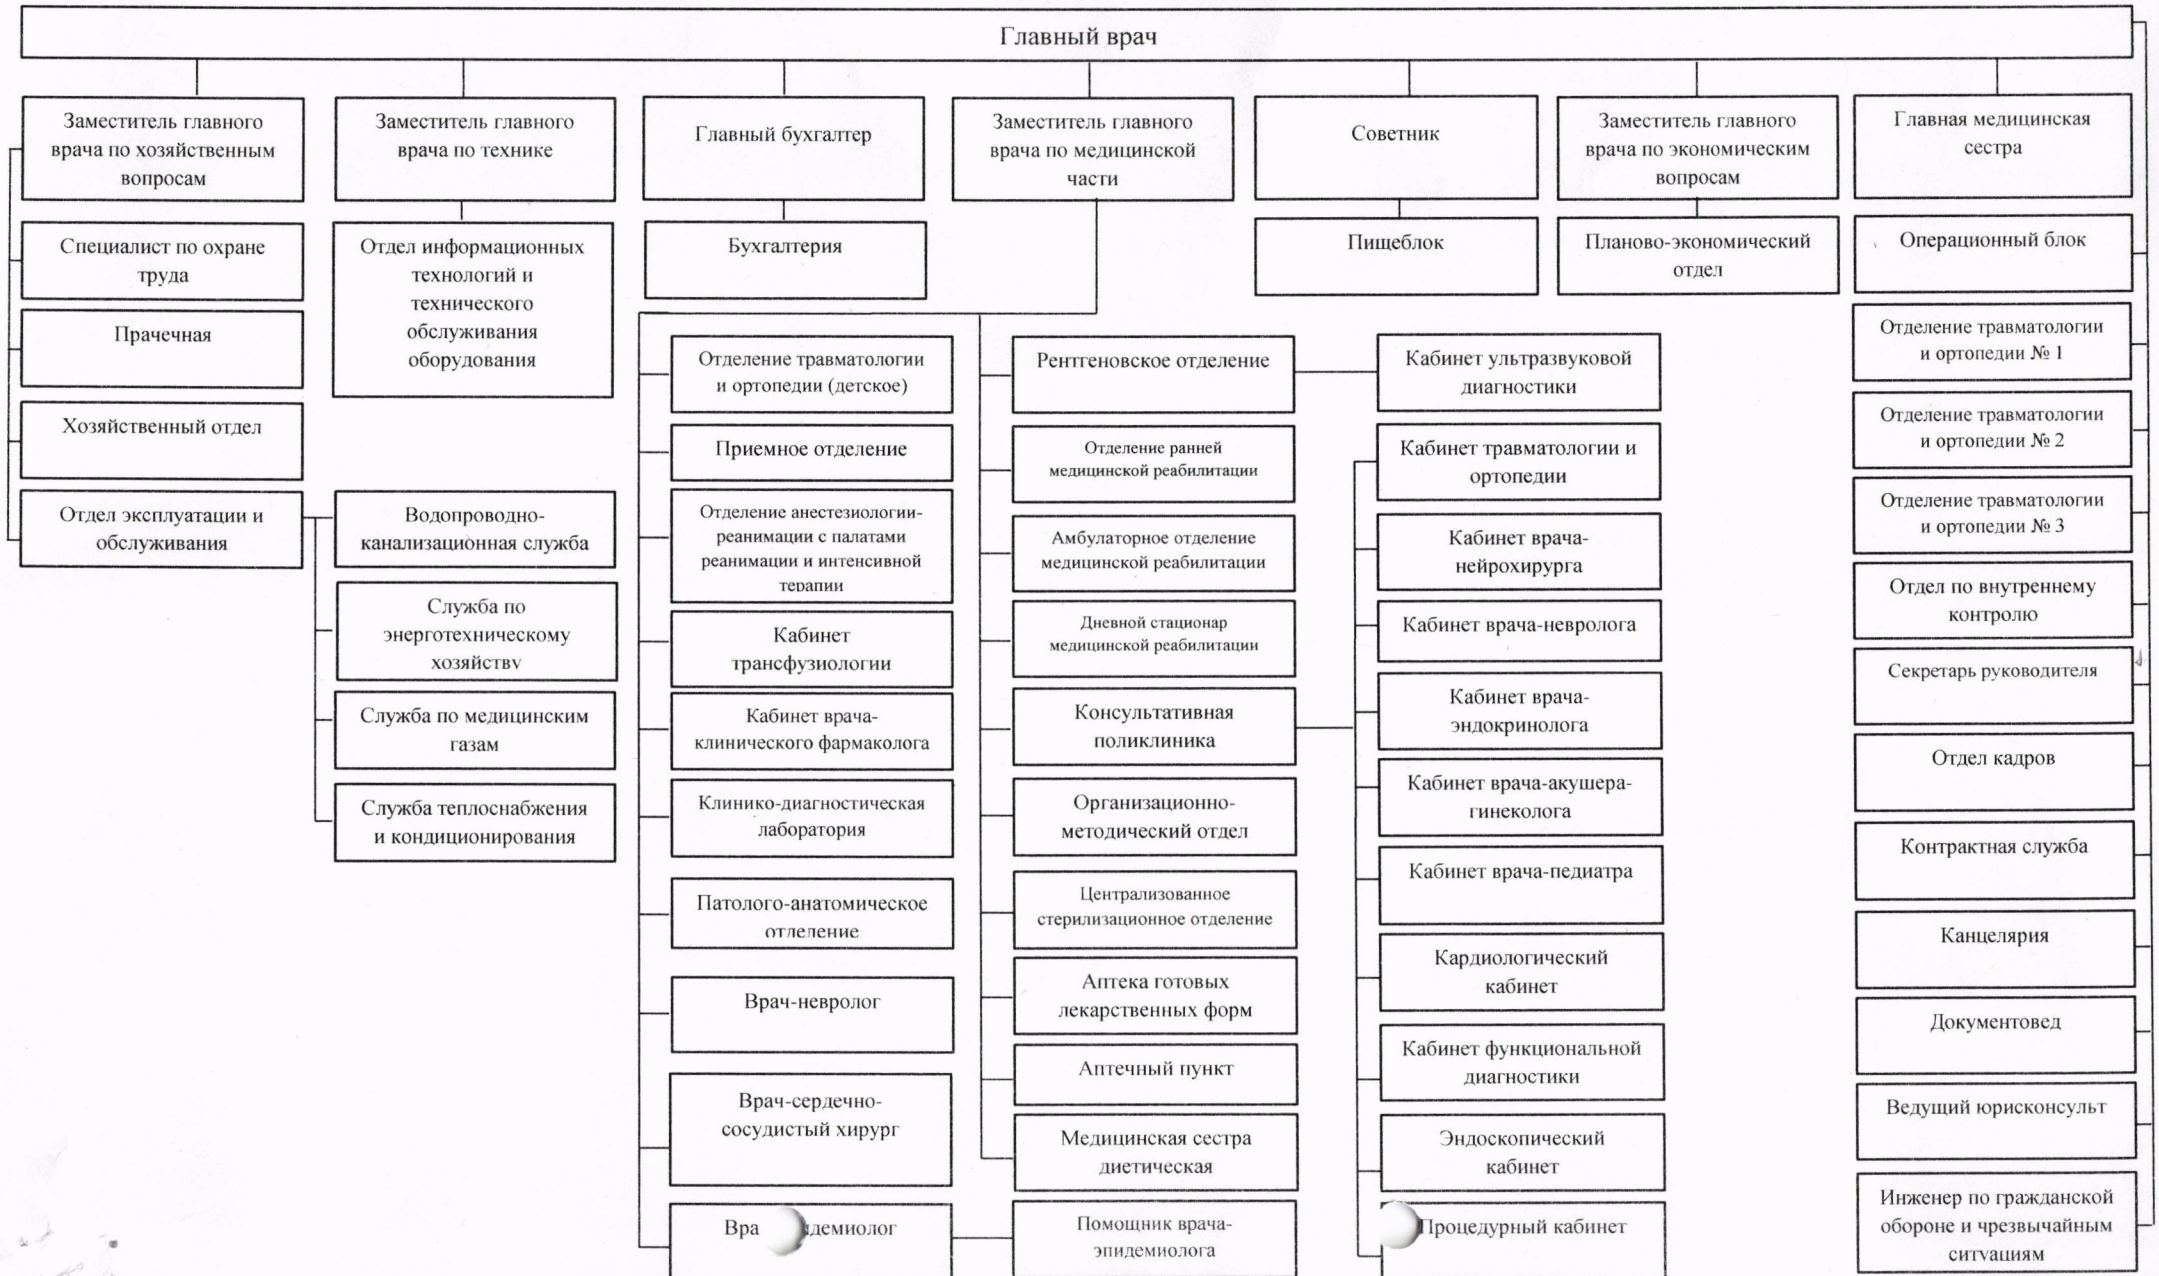 Главный врач
Заместитель главного
врача по хозяйственным
вопросам
Заместитель главного
врача по технике
Главный бухгалтер
Заместитель главного
врача по медицинской
части
Советник
Заместитель главного
врача по экономическим
вопросам
Главная медицинская
сестра
Специалист по охране
труда
Прачечная
Хозяйственный отдел
Отдел эксплуатации и
обслуживания
Отдел информационных
технологий и
технического
обслуживания
оборудования
Водопроводно-
канализационная служба
Служба по
энерготехническому
хозяйству
Служба по медицинским
газам
Служба теплоснабжения
и кондиционирования
Бухгалтерия
Отделение травматологии
и ортопедии (детское)
Приемное отделение
Отделение анестезиологии-
реанимации с палатами
реанимации и интенсивной
терапии
Кабинет
трансфузиологии
Кабинет врача-
клинического фармаколога
Клинико-диагностическая
лаборатория
Патолого-анатомическое
отделение
Врач-невролог
Врач-сердечно-
сосудистый хирург
Рентгеновское отделение
Отделение ранней
медицинской реабилитации
Амбулаторное отделение
медицинской реабилитации
Дневной стационар
медицинской реабилитации
Консультативная
поликлиника
Организационно-
методический отдел
Централизованное
стерилизационное отделение
Аптека готовых
лекарственных форм
Аптечный пункт
Медицинская сестра
диетическая
Помощник врача-
эпидемиолога
Пищеблок
Кабинет ультразвуковой
диагностики
Кабинет травматологии и
ортопедии
Кабинет врача-
нейрохирурга
Кабинет врача-невролога
Кабинет врача-
эндокринолога
Кабинет врача-акушера-
гинеколога
Кабинет врача-педиатра
Кардиологический
кабинет
Кабинет функциональной
диагностики
Эндоскопический
кабинет
Процедурный кабинет
Планово-экономический
отдел
Операционный блок
Отделение травматологии
и ортопедии № 1
Отделение травматологии
и ортопедии № 2
Отделение травматологии
и ортопедии № 3
Отдел по внутреннему
контролю
Секретарь руководителя
Отдел кадров
Контрактная служба
Канцелярия
Документовед
Ведущий юрисконсульт
Инженер по гражданской
обороне и чрезвычайным
ситуациям